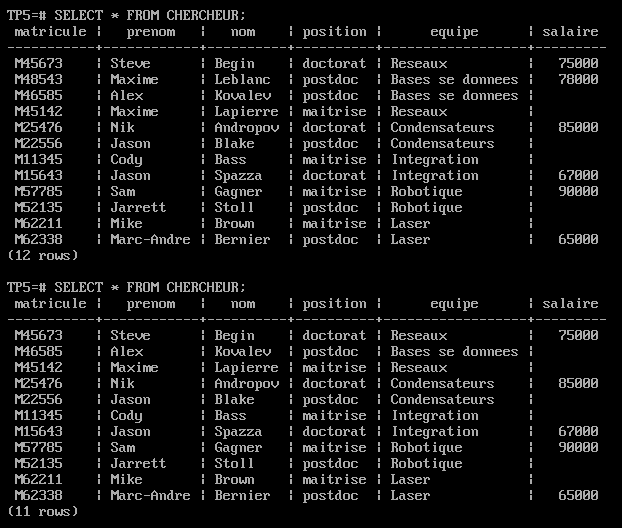 TP5=# SELECT * FROM CHERCHEUR;
 matricule ¦   prenom   ¦   nom    ¦ position ¦      equipe      ¦ salaire
-----------+------------+----------+----------+------------------+---------
 M45673    ¦ Steve      ¦ Begin    ¦ doctorat ¦ Reseaux          ¦   75000
 M48543    ¦ Maxime     ¦ Leblanc  ¦ postdoc  ¦ Bases se donnees ¦   78000
 M46585    ¦ Alex       ¦ Kovalev  ¦ postdoc  ¦ Bases se donnees ¦
 M45142    ¦ Maxime     ¦ Lapierre ¦ maitrise ¦ Reseaux          ¦
 M25476    ¦ Nik        ¦ Andropov ¦ doctorat ¦ Condensateurs    ¦   85000
 M22556    ¦ Jason      ¦ Blake    ¦ postdoc  ¦ Condensateurs    ¦
 M11345    ¦ Cody       ¦ Bass     ¦ maitrise ¦ Integration      ¦
 M15643    ¦ Jason      ¦ Spazza   ¦ doctorat ¦ Integration      ¦   67000
 M57785    ¦ Sam        ¦ Gagner   ¦ maitrise ¦ Robotique        ¦   90000
 M52135    ¦ Jarrett    ¦ Stoll    ¦ postdoc  ¦ Robotique        ¦
 M62211    ¦ Mike       ¦ Brown    ¦ maitrise ¦ Laser            ¦
 M62338    ¦ Marc-Andre ¦ Bernier  ¦ postdoc  ¦ Laser            ¦   65000
(12 rows)

TP5=# SELECT * FROM CHERCHEUR;
 matricule ¦   prenom   ¦   nom    ¦ position ¦      equipe      ¦ salaire
-----------+------------+----------+----------+------------------+---------
 M45673    ¦ Steve      ¦ Begin    ¦ doctorat ¦ Reseaux          ¦   75000
 M46585    ¦ Alex       ¦ Kovalev  ¦ postdoc  ¦ Bases se donnees ¦
 M45142    ¦ Maxime     ¦ Lapierre ¦ maitrise ¦ Reseaux          ¦
 M25476    ¦ Nik        ¦ Andropov ¦ doctorat ¦ Condensateurs    ¦   85000
 M22556    ¦ Jason      ¦ Blake    ¦ postdoc  ¦ Condensateurs    ¦
 M11345    ¦ Cody       ¦ Bass     ¦ maitrise ¦ Integration      ¦
 M15643    ¦ Jason      ¦ Spazza   ¦ doctorat ¦ Integration      ¦   67000
 M57785    ¦ Sam        ¦ Gagner   ¦ maitrise ¦ Robotique        ¦   90000
 M52135    ¦ Jarrett    ¦ Stoll    ¦ postdoc  ¦ Robotique        ¦
 M62211    ¦ Mike       ¦ Brown    ¦ maitrise ¦ Laser            ¦
 M62338    ¦ Marc-Andre ¦ Bernier  ¦ postdoc  ¦ Laser            ¦   65000
(11 rows)